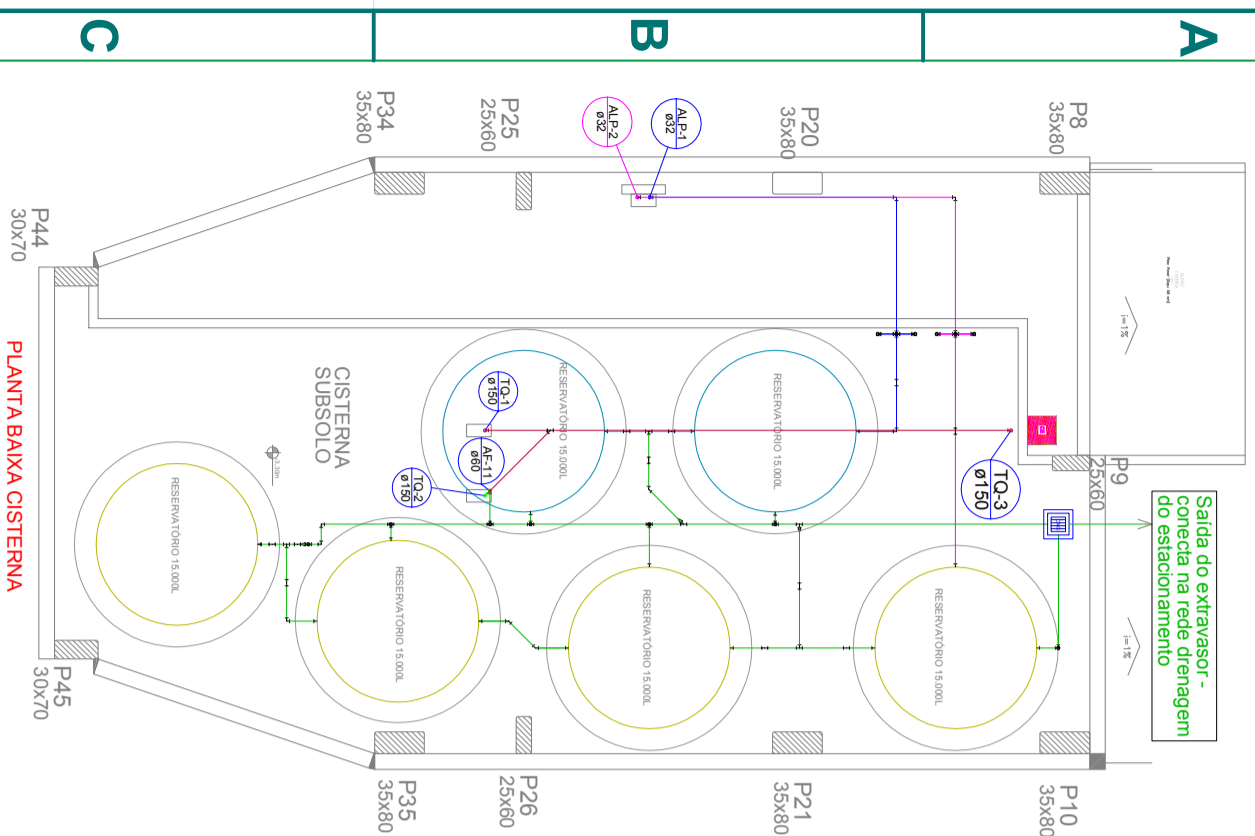 C
B
A
P34
35x80
P25
25x60
ALP-2
ø32
ALP-1
ø32
P20
35x80
P8
35x80
P44
30x70
i=1%
CISTERNA
SUBSOLO
RESERVATÓRIO 15.000L
RESERVATÓRIO 15.000L
TQ-1
ø150
AF-11
ø60
TQ-2
ø150
TQ-3
ø150
P9
25x60
Saída do extravasor -
conecta na rede drenagem
do estacionamento
RESERVATÓRIO 15.000L
RESERVATÓRIO 15.000L
RESERVATÓRIO 15.000L
RESERVATÓRIO 15.000L
i=1%
PLANTA BAIXA CISTERNA
P45
30x70
P35
35x80
P26
25x60
P21
35x80
P10
35x80